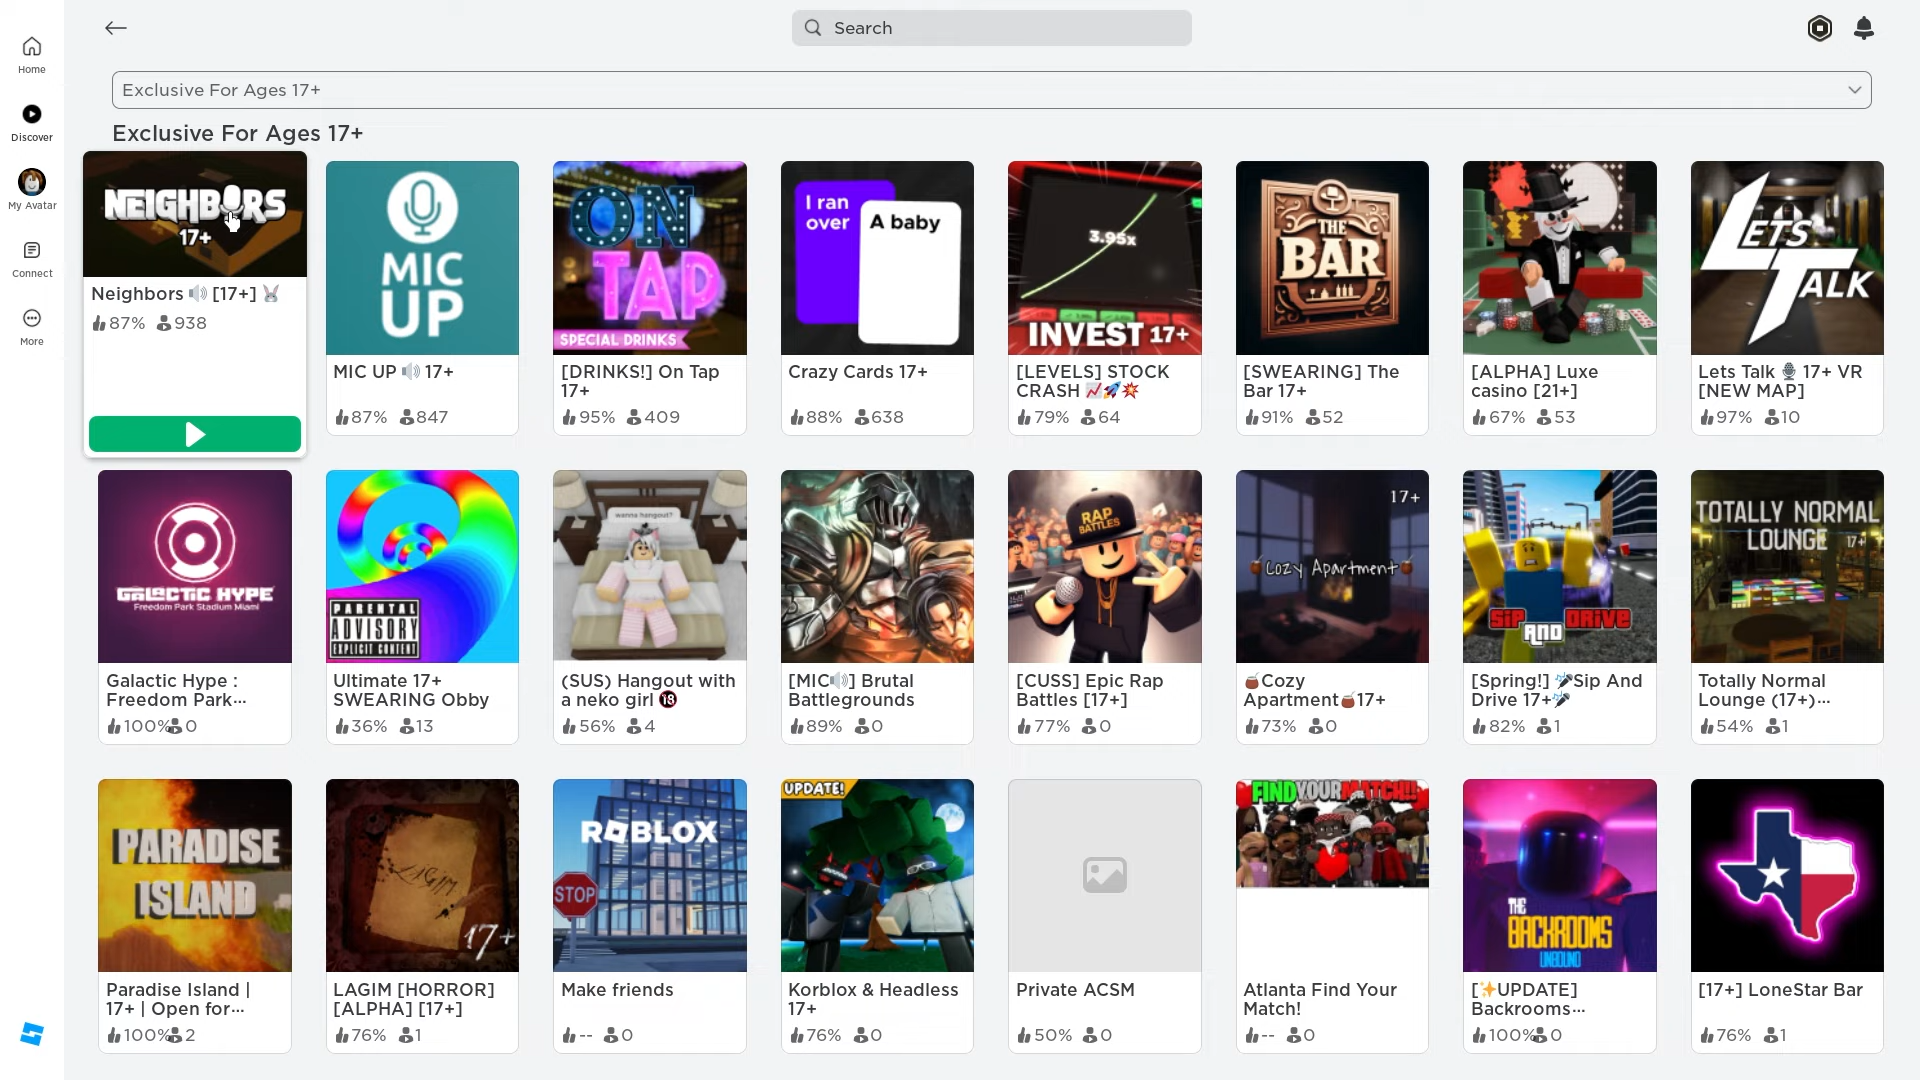 Search
Home
Discover
My Avatar
Connect
More
Exclusive For Ages 17+
Exclusive For Ages 17+
NEIGHBORS
17+
Neighbors 🔊 [17+] 🐰
87% 938
MIC
UP
MIC UP 🔊 17+
87% 847
ON
TAP
SPECIAL DRINKS
[DRINKS!] On Tap
17+
95% 409
I ran
over
A baby
Crazy Cards 17+
88% 638
3.95x
INVEST 17+
[LEVELS] STOCK
CRASH 📈🚀💥
79% 64
THE
BAR
[SWEARING] The
Bar 17+
91% 52
[ALPHA] Luxe
casino [21+]
67% 53
LETS
TALK
Lets Talk 🎙 17+ VR
[NEW MAP]
97% 10
GALACTIC HYPE
Freedom Park Stadium Miami
Galactic Hype :
Freedom Park...
100% 0
PARENTAL
ADVISORY
EXPLICIT CONTENT
Ultimate 17+
SWEARING Obby
36% 13
wanna hangout?
(SUS) Hangout with
a neko girl 🔞
56% 4
[MIC🔊] Brutal
Battlegrounds
89% 0
RAP
BATTLES
[CUSS] Epic Rap
Battles [17+]
77% 0
17+
Cozy Apartment
Cozy
Apartment 17+
73% 0
SIP
AND
DRIVE
[Spring!] 🍾Sip And
Drive 17+🍾
82% 1
TOTALLY NORMAL
LOUNGE 17+
Totally Normal
Lounge (17+)...
54% 1
PARADISE
ISLAND
Paradise Island |
17+ | Open for...
100% 2
LAGIM
17+
LAGIM [HORROR]
[ALPHA] [17+]
76% 1
ROBLOX
STOP
Make friends
-- 0
UPDATE!
Korblox & Headless
17+
76% 0
Private ACSM
50% 0
FIND YOUR MATCH!!
Atlanta Find Your
Match!
-- 0
THE
BACKROOMS
UNBOUND
[✨UPDATE]
Backrooms...
100% 0
[17+] LoneStar Bar
76% 1